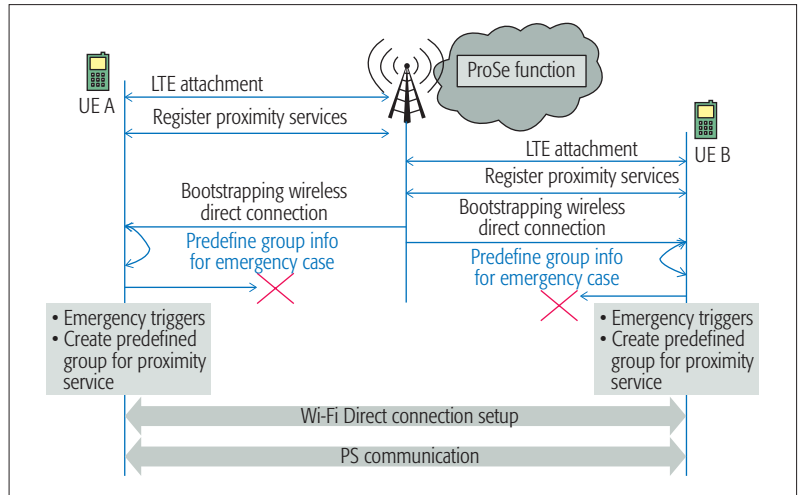 ProSe function
UE A
LTE attachment
Register proximity services
UE B
LTE attachment
Register proximity services
Bootstrapping wireless
direct connection
Predefine group info
for emergency case
Bootstrapping wireless
direct connection
Predefine group info
for emergency case
• Emergency triggers
• Create predefined
group for proximity
service
• Emergency triggers
• Create predefined
group for proximity
service
Wi-Fi Direct connection setup
PS communication